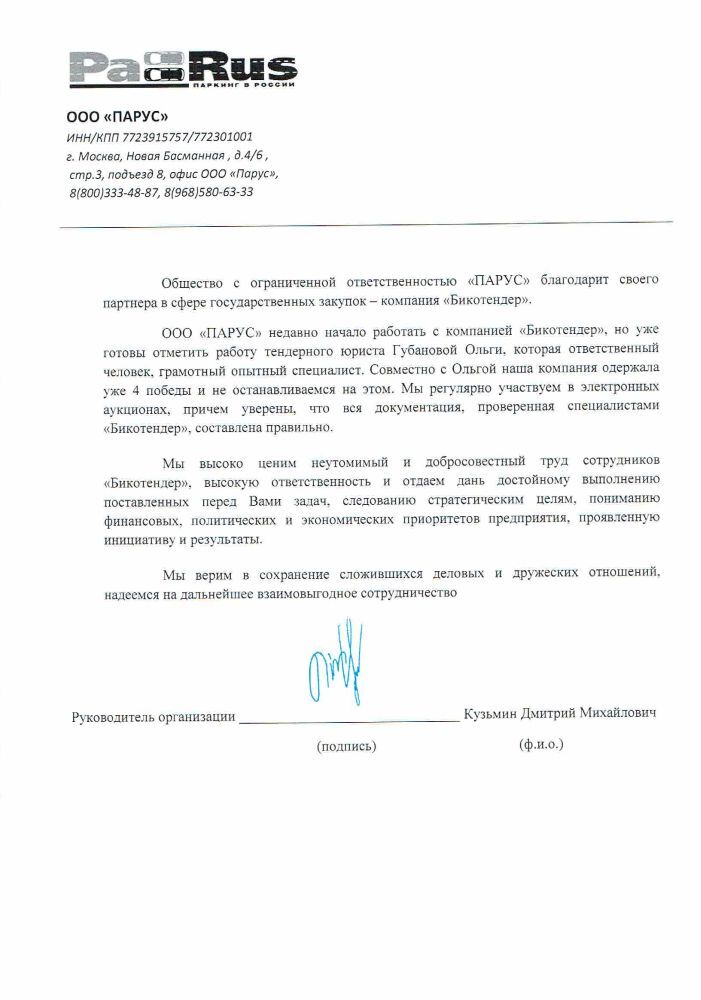 PaRus
ПАРКИНГ В РОССИИ
ООО «ПАРУС»
ИНН/КПП 7723915757/772301001
г. Москва, Новая Басманная , д.4/6 ,
стр.3, подъезд 8, офис ООО «Парус»,
8(800)333-48-87, 8(968)580-63-33
Общество с ограниченной ответственностью «ПАРУС» благодарит своего
партнера в сфере государственных закупок – компания «Бикотендер».
ООО «ПАРУС» недавно начало работать с компанией «Бикотендер», но уже
готовы отметить работу тендерного юриста Губановой Ольги, которая ответственный
человек, грамотный опытный специалист. Совместно с Ольгой наша компания одержала
уже 4 победы и не останавливаемся на этом. Мы регулярно участвуем в электронных
аукционах, причем уверены, что вся документация, проверенная специалистами
«Бикотендер», составлена правильно.
Мы высоко ценим неутомимый и добросовестный труд сотрудников
«Бикотендер», высокую ответственность и отдаем дань достойному выполнению
поставленных перед Вами задач, следованию стратегическим целям, пониманию
финансовых, политических и экономических приоритетов предприятия, проявленную
инициативу и результаты.
Мы верим в сохранение сложившихся деловых и дружеских отношений,
надеемся на дальнейшее взаимовыгодное сотрудничество
Руководитель организации ______________________________ Кузьмин Дмитрий Михайлович
(подпись) (ф.и.о.)